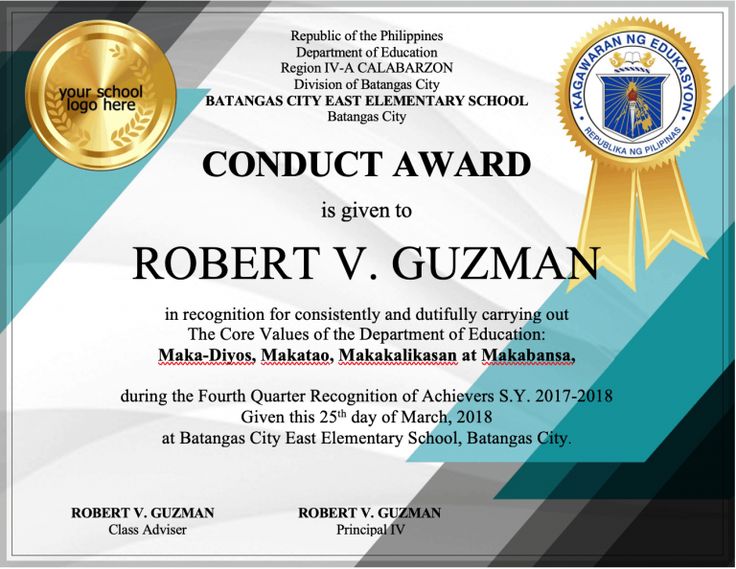 your school
logo here
Republic of the Philippines
Department of Education
Region IV-A CALABARZON
Division of Batangas City
BATANGAS CITY EAST ELEMENTARY SCHOOL
Batangas City
KAGAWARAN NG EDUKASYON
REPUBLIKA NG PILIPINAS
CONDUCT AWARD
is given to
ROBERT V. GUZMAN
in recognition for consistently and dutifully carrying out
The Core Values of the Department of Education:
Maka-Diyos, Makatao, Makakalikasan at Makabansa,
during the Fourth Quarter Recognition of Achievers S.Y. 2017-2018
Given this 25th day of March, 2018
at Batangas City East Elementary School, Batangas City.
ROBERT V. GUZMAN
Class Adviser
ROBERT V. GUZMAN
Principal IV